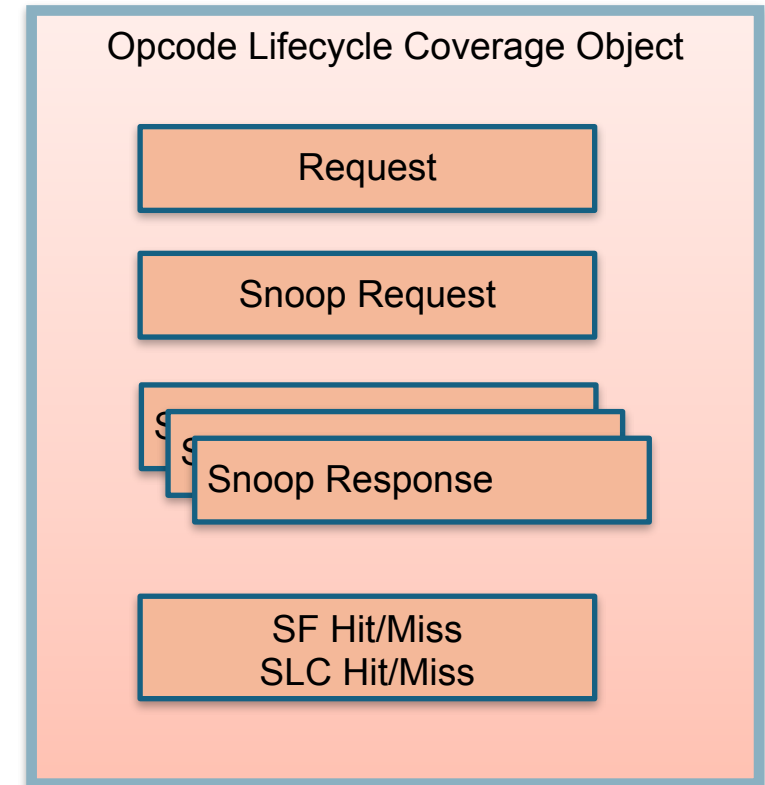 Opcode Lifecycle Coverage Object
Request
Snoop Request
S
S
Snoop Response
SF Hit/Miss
SLC Hit/Miss